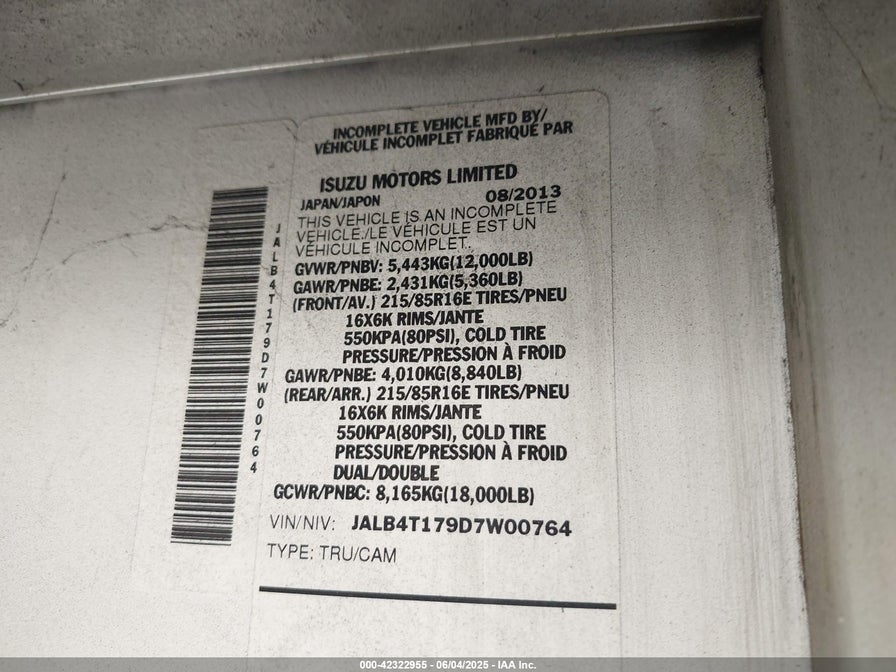 INCOMPLETE VEHICLE MFD BY/
VÉHICULE INCOMPLET FABRIQUÉ PAR
ISUZU MOTORS LIMITED
JAPAN/JAPON 08/2013
THIS VEHICLE IS AN INCOMPLETE
VEHICLE./LE VÉHICULE EST UN
VÉHICULE INCOMPLET.
GVWR/PNBV: 5,443KG(12,000LB)
GAWR/PNBE: 2,431KG(5,360LB)
(FRONT/AV.) 215/85R16E TIRES/PNEU
16X6K RIMS/JANTE
550KPA(80PSI), COLD TIRE
PRESSURE/PRESSION À FROID
GAWR/PNBE: 4,010KG(8,840LB)
(REAR/ARR.) 215/85R16E TIRES/PNEU
16X6K RIMS/JANTE
550KPA(80PSI), COLD TIRE
PRESSURE/PRESSION À FROID
DUAL/DOUBLE
GCWR/PNBC: 8,165KG(18,000LB)
VIN/NIV: JALB4T179D7W00764
TYPE: TRU/CAM
JALB4T179D7W00764
000-42322955 • 06/04/2025 - IAA Inc.